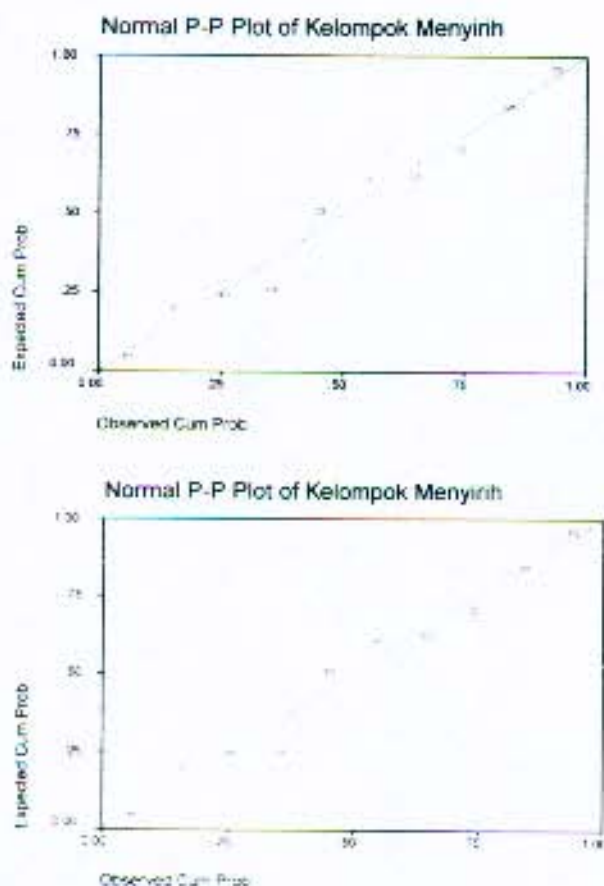 Normal P-P Plot of Kelompok Menyirih
1.00
.75
.50
.25
0.00
Expected Cum Prob
0.00 .25 .50 .75 1.00
Observed Cum Prob
Normal P-P Plot of Kelompok Menyirih
1.00
.75
.50
.25
0.00
Expected Cum Prob
0.00 .25 .50 .75 1.00
Observed Cum Prob